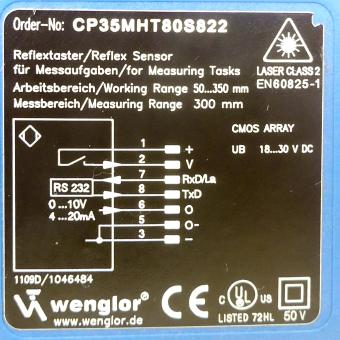 Order-No: CP35MHT80S822
Reflextaster/Reflex Sensor
für Messaufgaben/for Measuring Tasks
Arbeitsbereich/Working Range 50...350 mm
Messbereich/Measuring Range 300 mm
LASER CLASS 2
EN60825-1
CMOS ARRAY
UB 18...30 V DC
1 +
2 V
7 RxD/La
RS 232
8 TxD
0 ...10V
6 O
4 ...20mA
5 O-
3 -
1109D/1046484
wenglor®
www.wenglor.de
CE
C UL US
LISTED 72HL
50 V